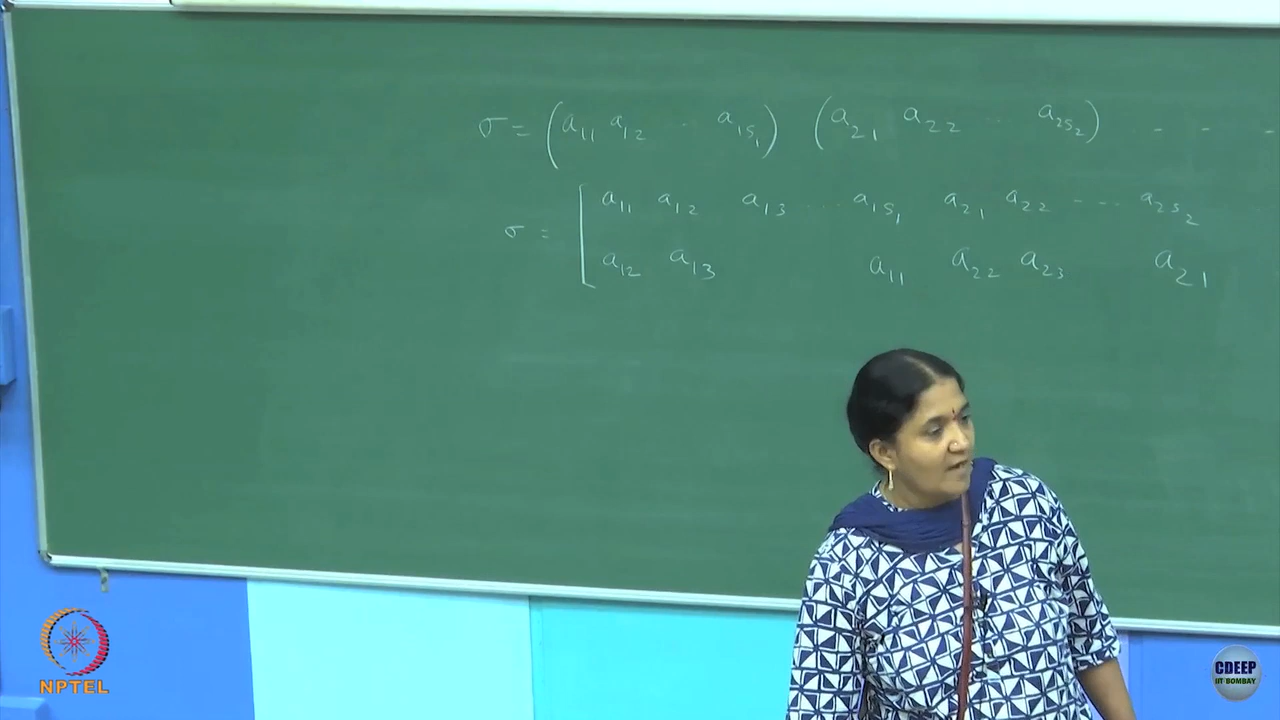 σ = (a₁₁ a₁₂ . a₁ₛ₁) (a₂₁ a₂₂ .. a₂ₛ₂) - - -
σ = [ a₁₁ a₁₂ a₁₃ ... a₁ₛ₁ a₂₁ a₂₂ --- a₂ₛ₂
a₁₂ a₁₃ a₁₁ a₂₂ a₂₃ a₂₁
NPTEL
CDEEP
IIT BOMBAY